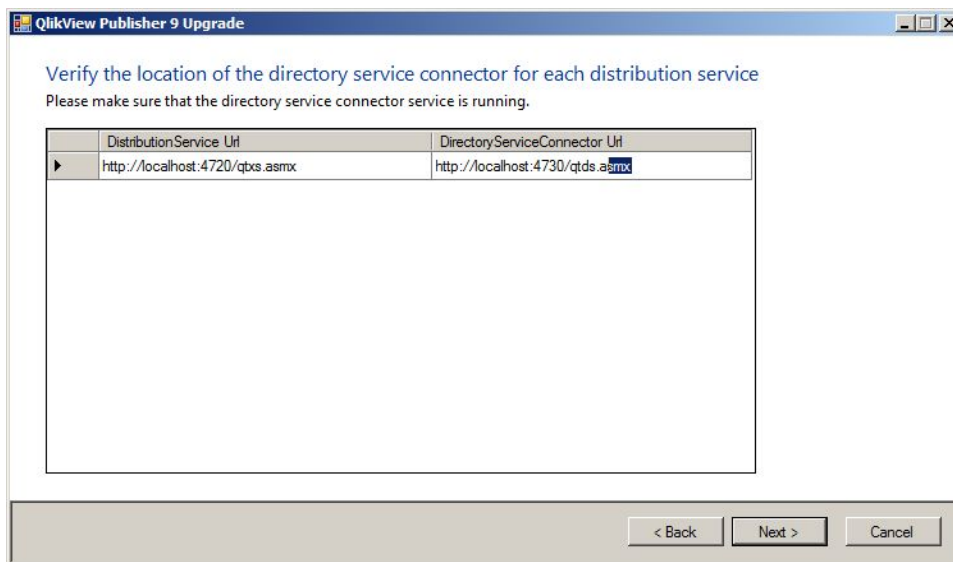 QlikView Publisher 9 Upgrade
Verify the location of the directory service connector for each distribution service
Please make sure that the directory service connector service is running.
DistributionService Url DirectoryServiceConnector Url
http://localhost:4720/qtxs.asmx http://localhost:4730/qtds.asmx
< Back Next > Cancel